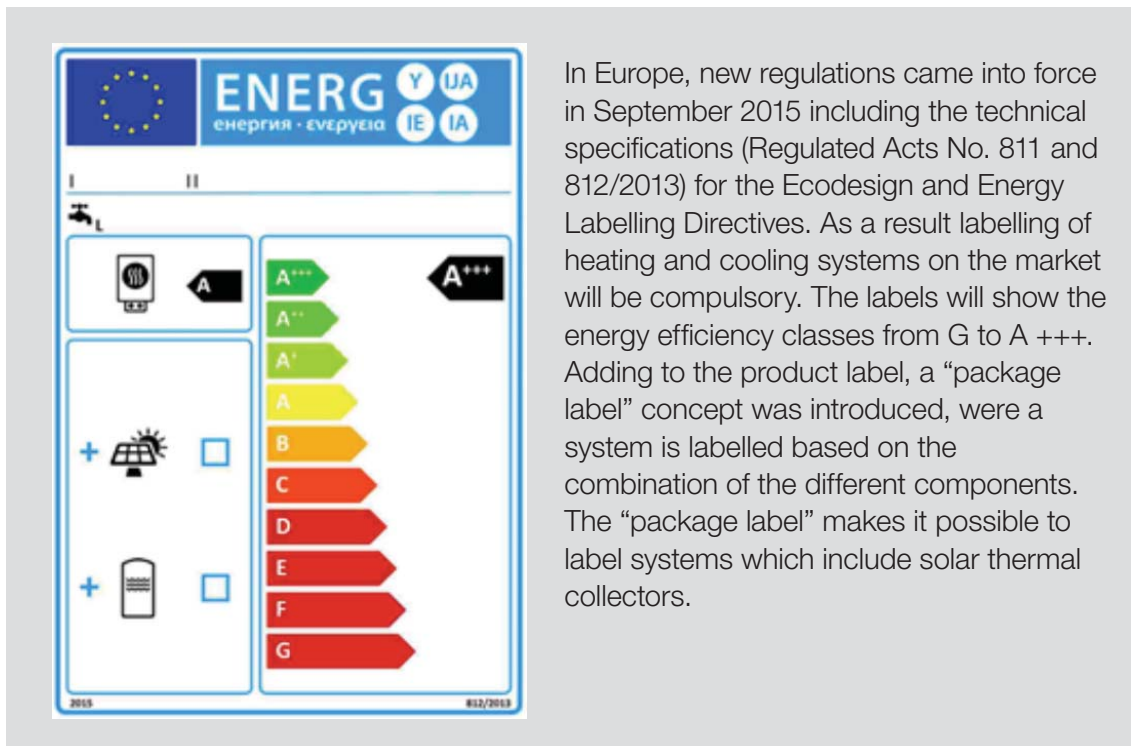 ENERG Y IJA
енергия · ενεργεια IE IA
I II
L
A
A+++
A++
A+
A
B
C
D
E
F
G
A+++
2015 812/2013
In Europe, new regulations came into force
in September 2015 including the technical
specifications (Regulated Acts No. 811 and
812/2013) for the Ecodesign and Energy
Labelling Directives. As a result labelling of
heating and cooling systems on the market
will be compulsory. The labels will show the
energy efficiency classes from G to A +++.
Adding to the product label, a “package
label” concept was introduced, were a
system is labelled based on the
combination of the different components.
The “package label” makes it possible to
label systems which include solar thermal
collectors.